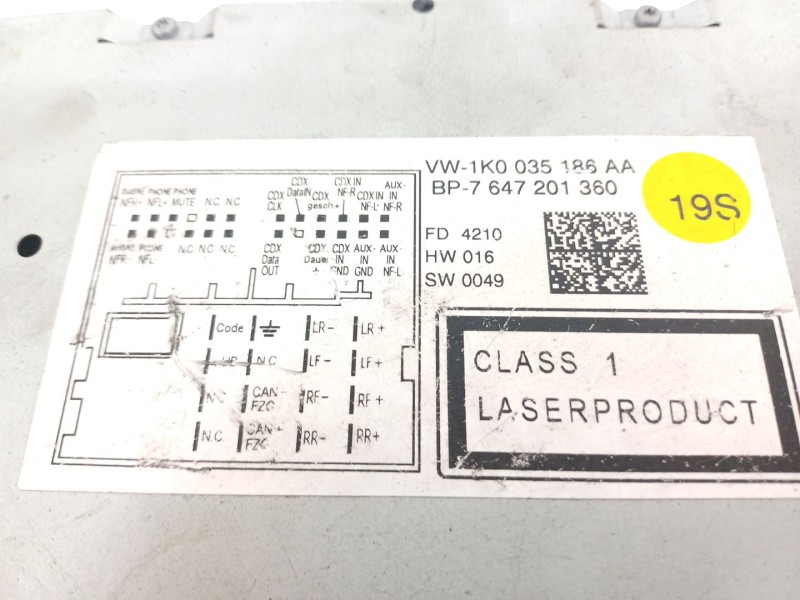 VW-1K0 035 186 AA
BP-7 647 201 360
19S
FD 4210
HW 016
SW 0049
CLASS 1
LASERPRODUCT
PHONE PHONE
NFR+ NFL+ MUTE N.C. N.C.
PHONE
NFR- NFL-
N.C. N.C. N.C.
CDX CLK
CDX DataIN
CDX gesch+
CDX IN NF-R
CDX IN NF-L
AUX-IN NF-R
CDX Data OUT
CDX Dauer +
CDX IN GND
AUX-IN GND
AUX-IN NF-L
Code LR- LR+
N.C. LF- LF+
N.C. CAN- FZG RF- RF+
N.C. CAN+ FZG RR- RR+